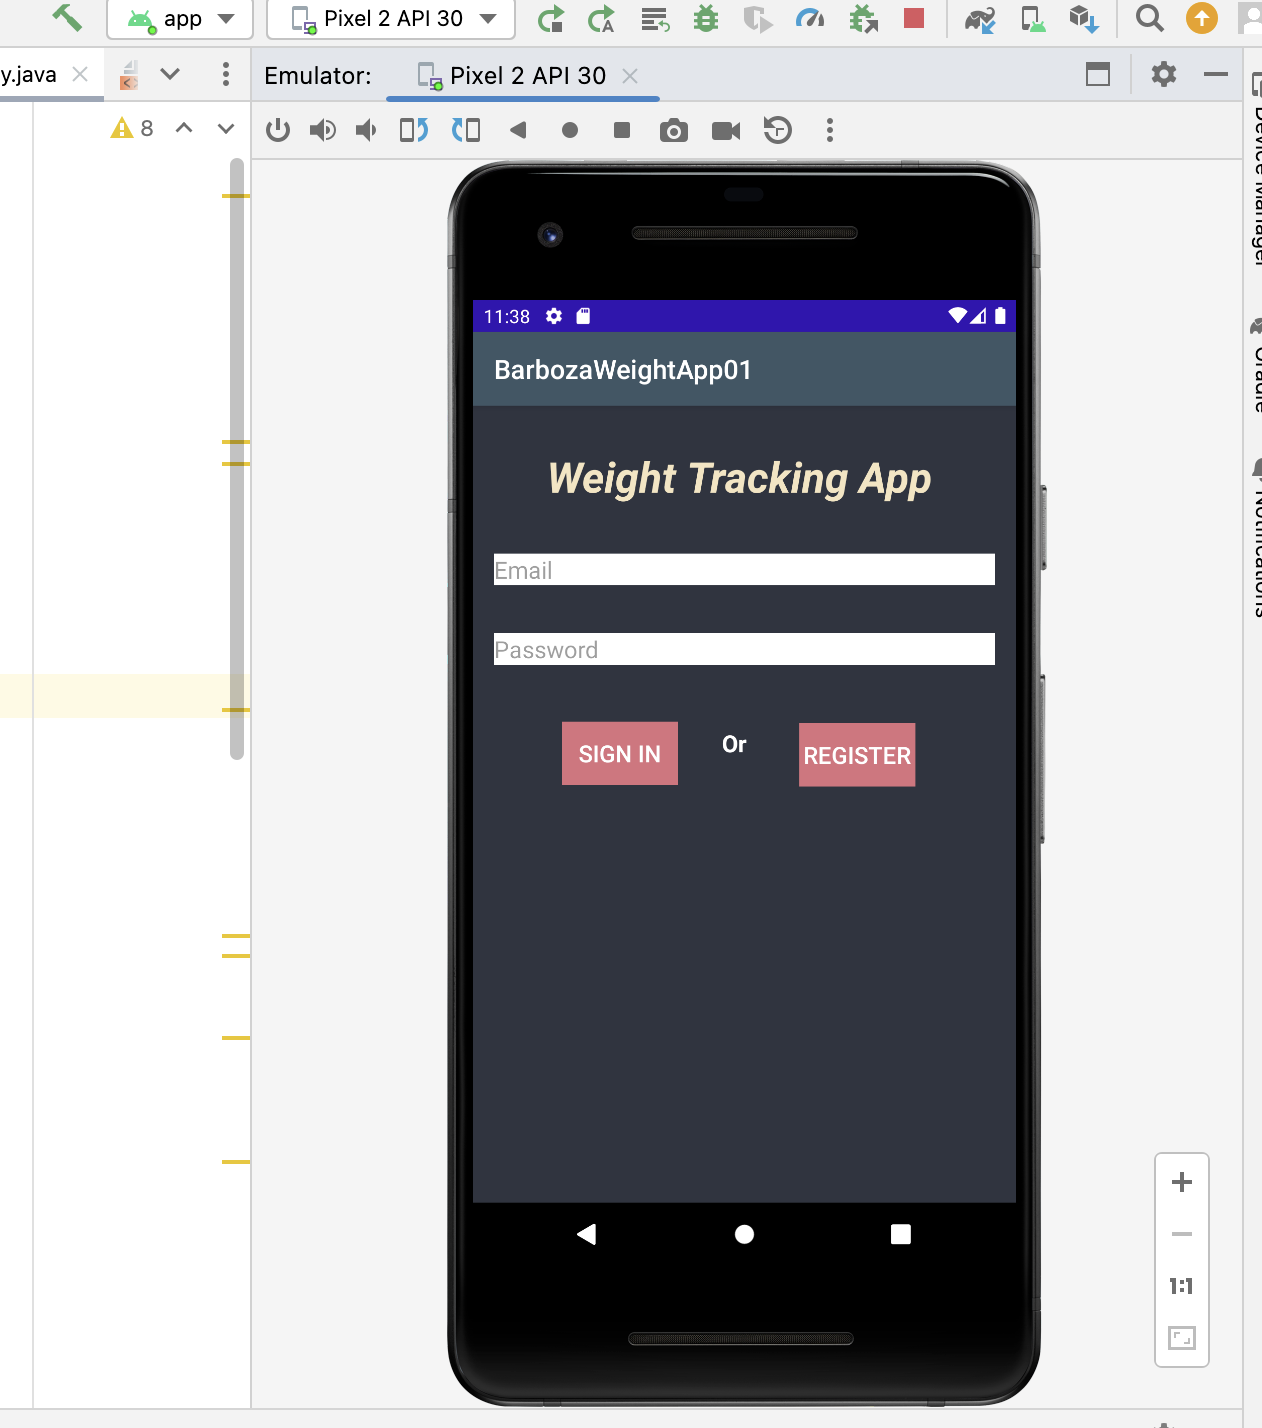 app
Pixel 2 API 30
y.java
Emulator:
Pixel 2 API 30
8
11:38
BarbozaWeightApp01
Weight Tracking App
Email
Password
SIGN IN
Or
REGISTER
1:1
Device Manager
Gradle
Notifications